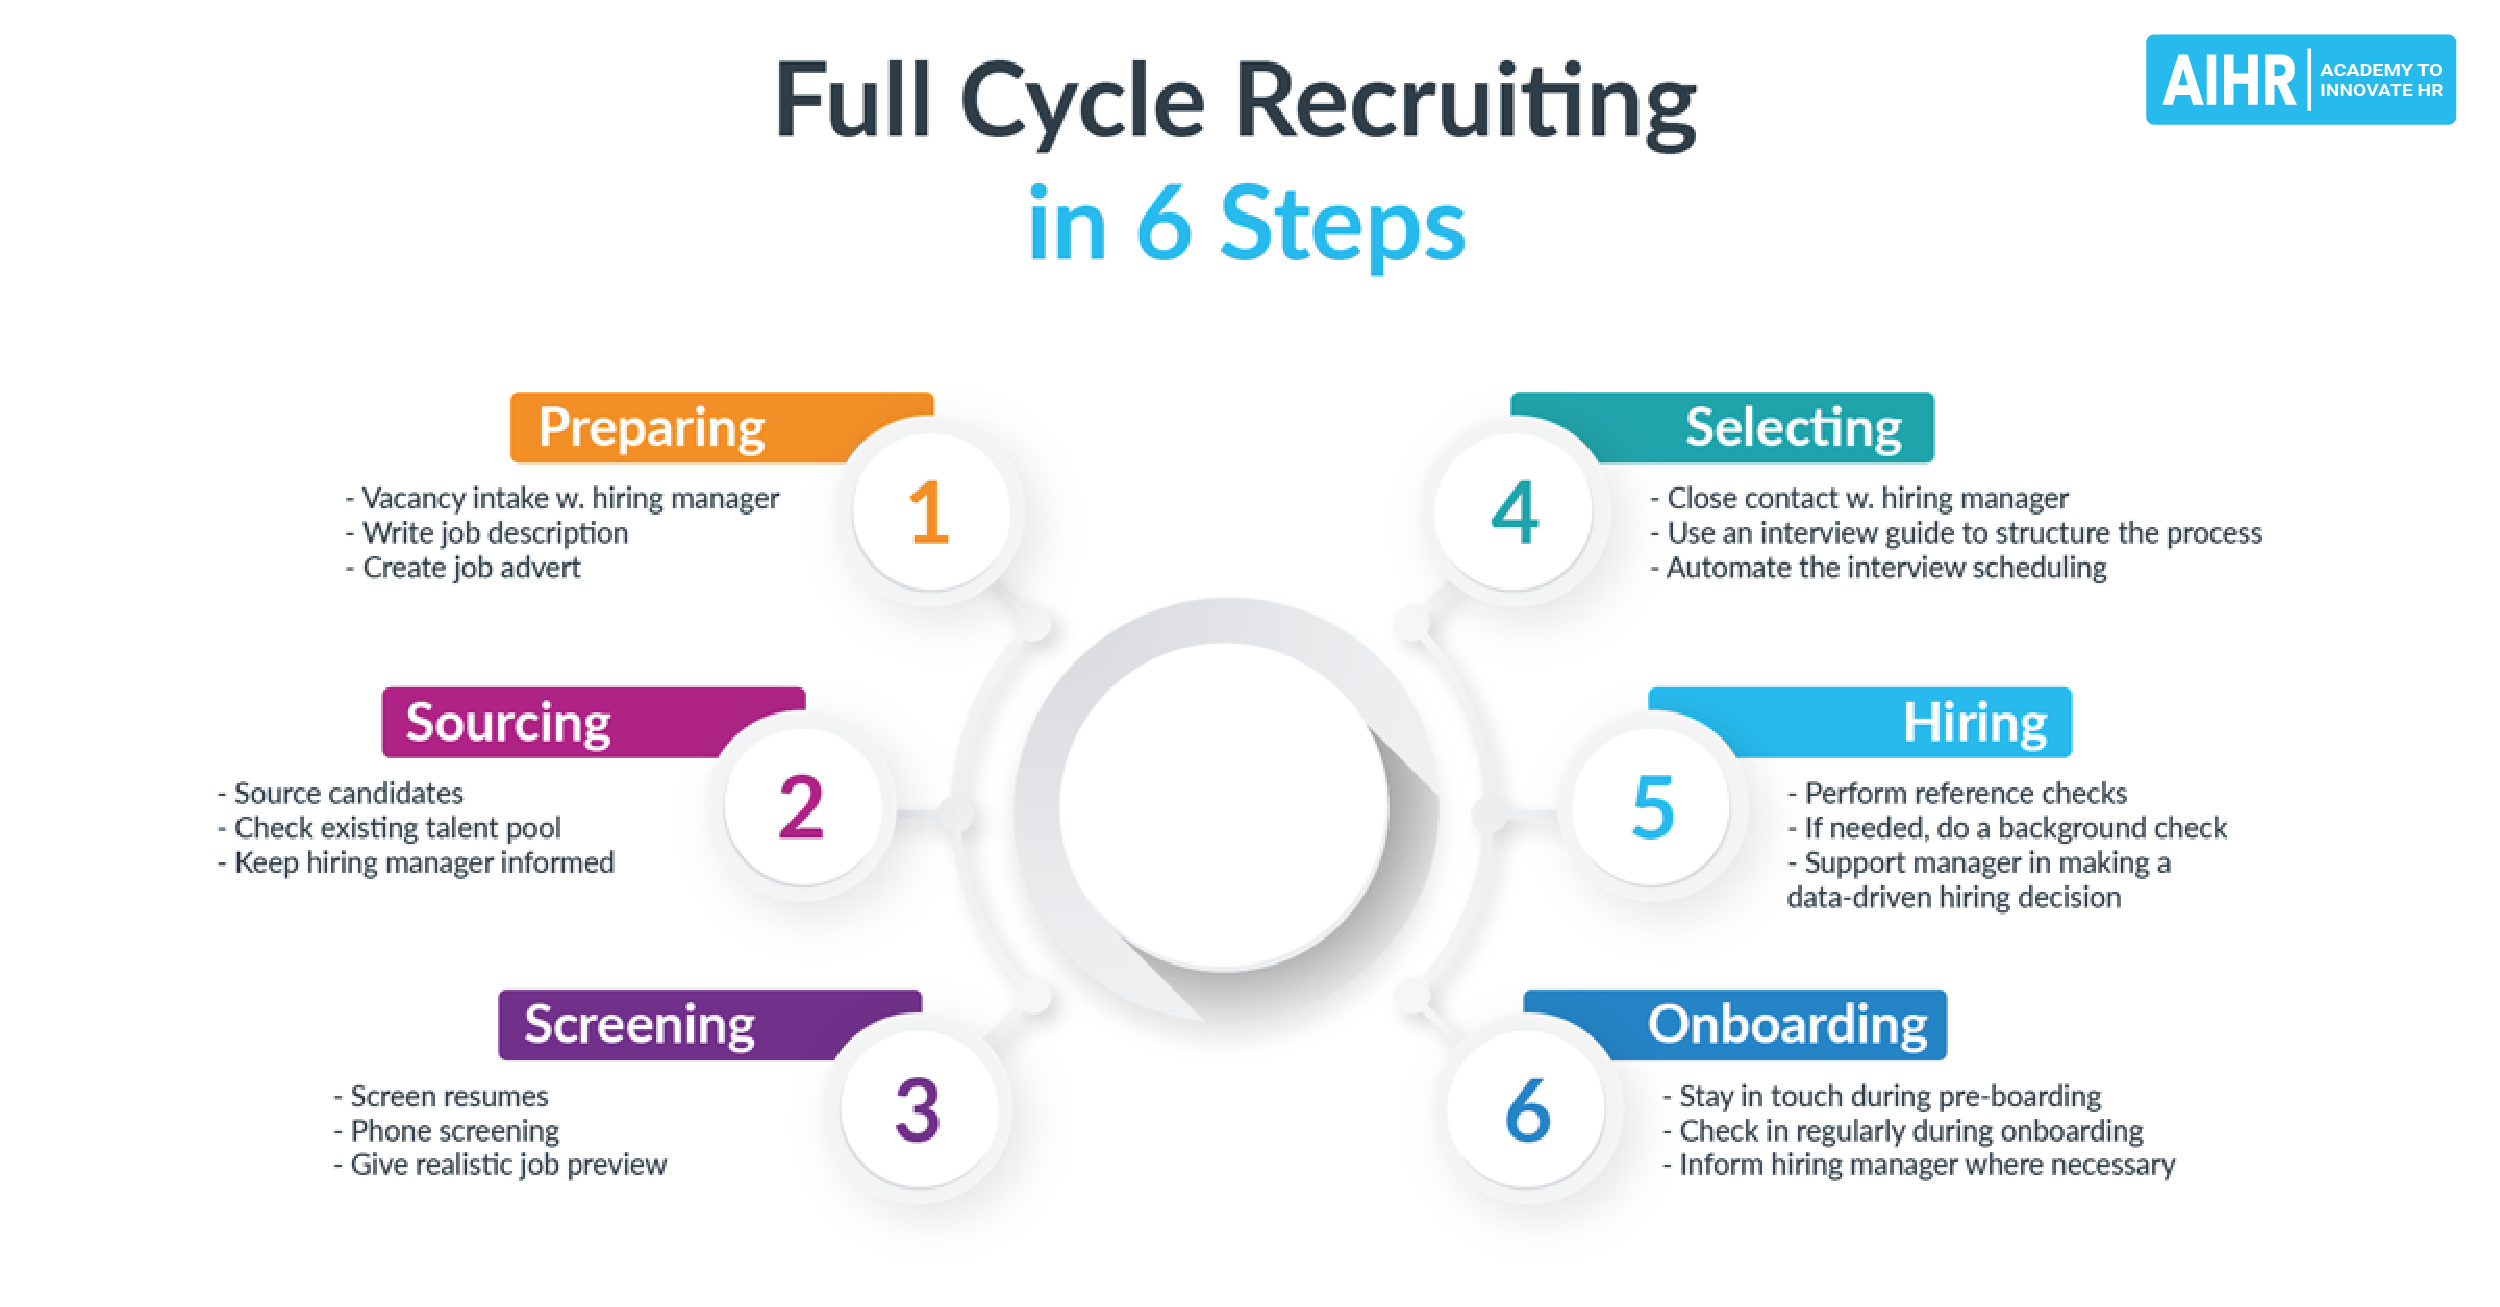 Full Cycle Recruiting
in 6 Steps
AIHR
ACADEMY TO
INNOVATE HR
Preparing
1
- Vacancy intake w. hiring manager
- Write job description
- Create job advert
Sourcing
2
- Source candidates
- Check existing talent pool
- Keep hiring manager informed
Screening
3
- Screen resumes
- Phone screening
- Give realistic job preview
Selecting
4
- Close contact w. hiring manager
- Use an interview guide to structure the process
- Automate the interview scheduling
Hiring
5
- Perform reference checks
- If needed, do a background check
- Support manager in making a
data-driven hiring decision
Onboarding
6
- Stay in touch during pre-boarding
- Check in regularly during onboarding
- Inform hiring manager where necessary